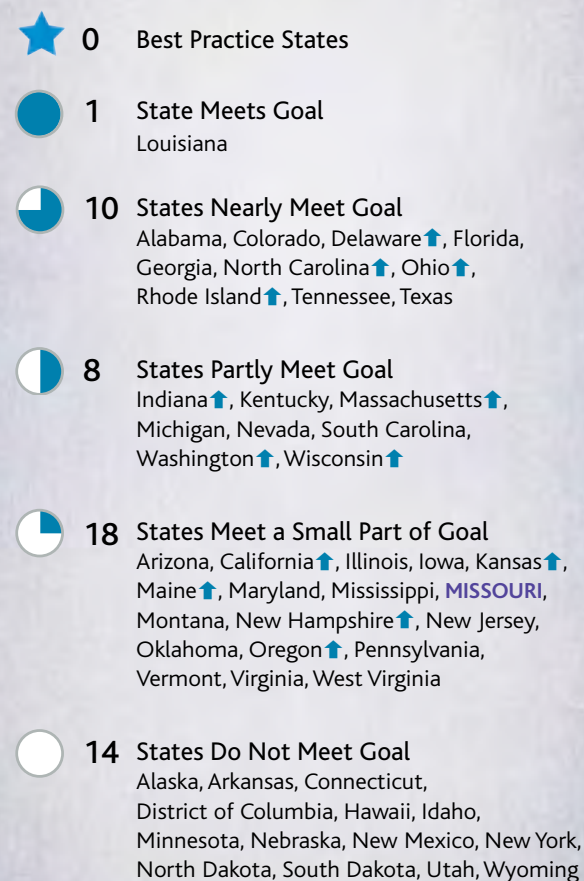 0 Best Practice States
1 State Meets Goal
Louisiana
10 States Nearly Meet Goal
Alabama, Colorado, Delaware⬆, Florida,
Georgia, North Carolina⬆, Ohio⬆,
Rhode Island⬆, Tennessee, Texas
8 States Partly Meet Goal
Indiana⬆, Kentucky, Massachusetts⬆,
Michigan, Nevada, South Carolina,
Washington⬆, Wisconsin⬆
18 States Meet a Small Part of Goal
Arizona, California⬆, Illinois, Iowa, Kansas⬆,
Maine⬆, Maryland, Mississippi, MISSOURI,
Montana, New Hampshire⬆, New Jersey,
Oklahoma, Oregon⬆, Pennsylvania,
Vermont, Virginia, West Virginia
14 States Do Not Meet Goal
Alaska, Arkansas, Connecticut,
District of Columbia, Hawaii, Idaho,
Minnesota, Nebraska, New Mexico, New York,
North Dakota, South Dakota, Utah, Wyoming